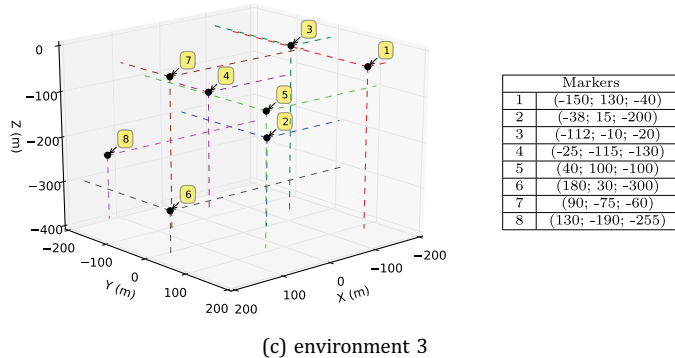 3
1
7
4
5
2
8
6
0
−100
−200
−300
−400
Z (m)
−200
−100
0
100
200
Y (m)
200
100
0
−100
−200
X (m)
Markers
1 (-150; 130; -40)
2 (-38; 15; -200)
3 (-112; -10; -20)
4 (-25; -115; -130)
5 (40; 100; -100)
6 (180; 30; -300)
7 (90; -75; -60)
8 (130; -190; -255)
(c) environment 3